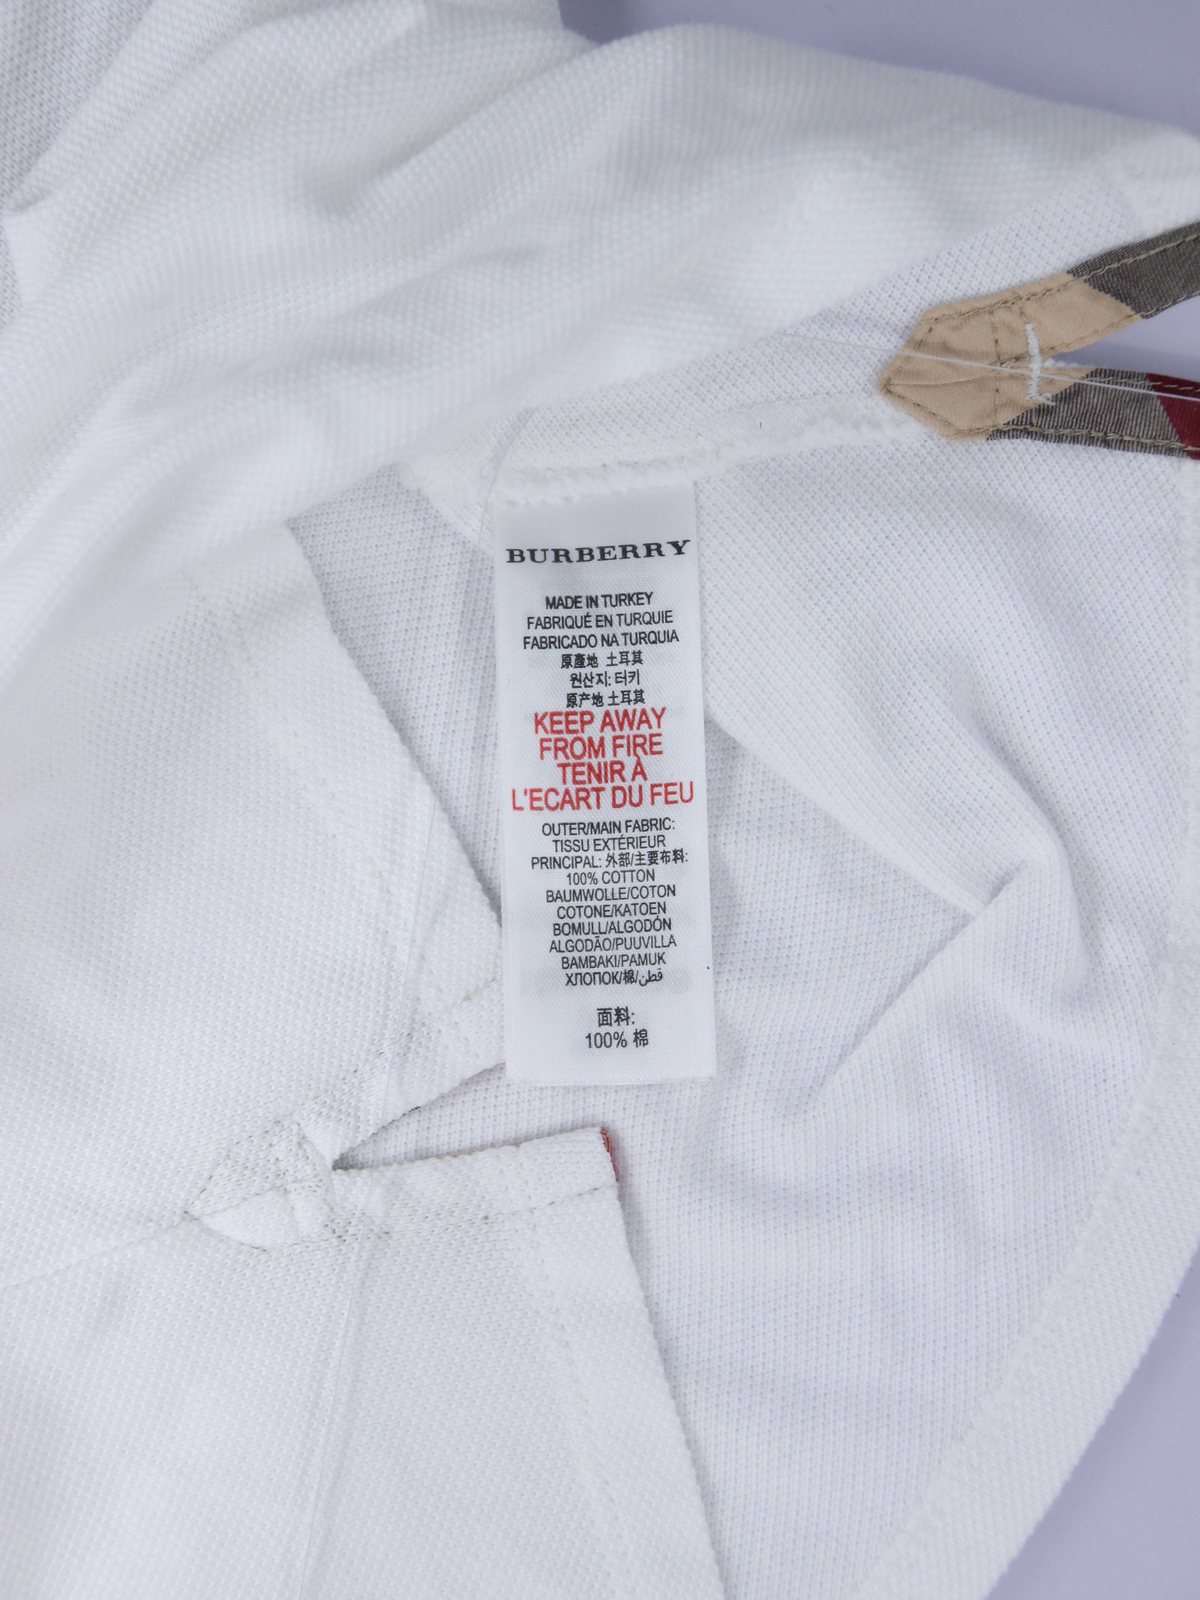 BURBERRY
MADE IN TURKEY
FABRIQUÉ EN TURQUIE
FABRICADO NA TURQUIA
原產地 土耳其
원산지: 터키
原产地 土耳其
KEEP AWAY
FROM FIRE
TENIR À
L'ECART DU FEU
OUTER/MAIN FABRIC:
TISSU EXTÉRIEUR
PRINCIPAL: 外部/主要布料:
100% COTTON
BAUMWOLLE/COTON
COTONE/KATOEN
BOMULL/ALGODÓN
ALGODÃO/PUUVILLA
BAMBAKI/PAMUK
ХЛОПОК/棉/قطن
面料:
100% 棉